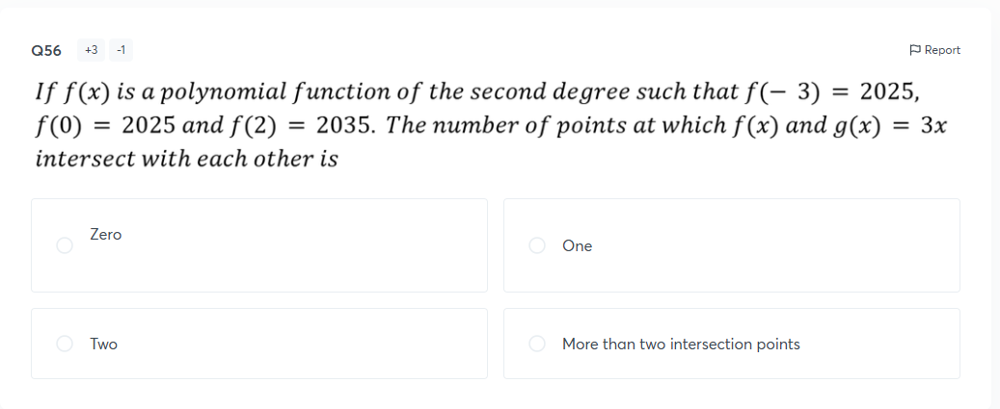 Q56 +3 -1 Report
If f(x) is a polynomial function of the second degree such that f(− 3) = 2025,
f(0) = 2025 and f(2) = 2035. The number of points at which f(x) and g(x) = 3x
intersect with each other is
Zero
One
Two
More than two intersection points